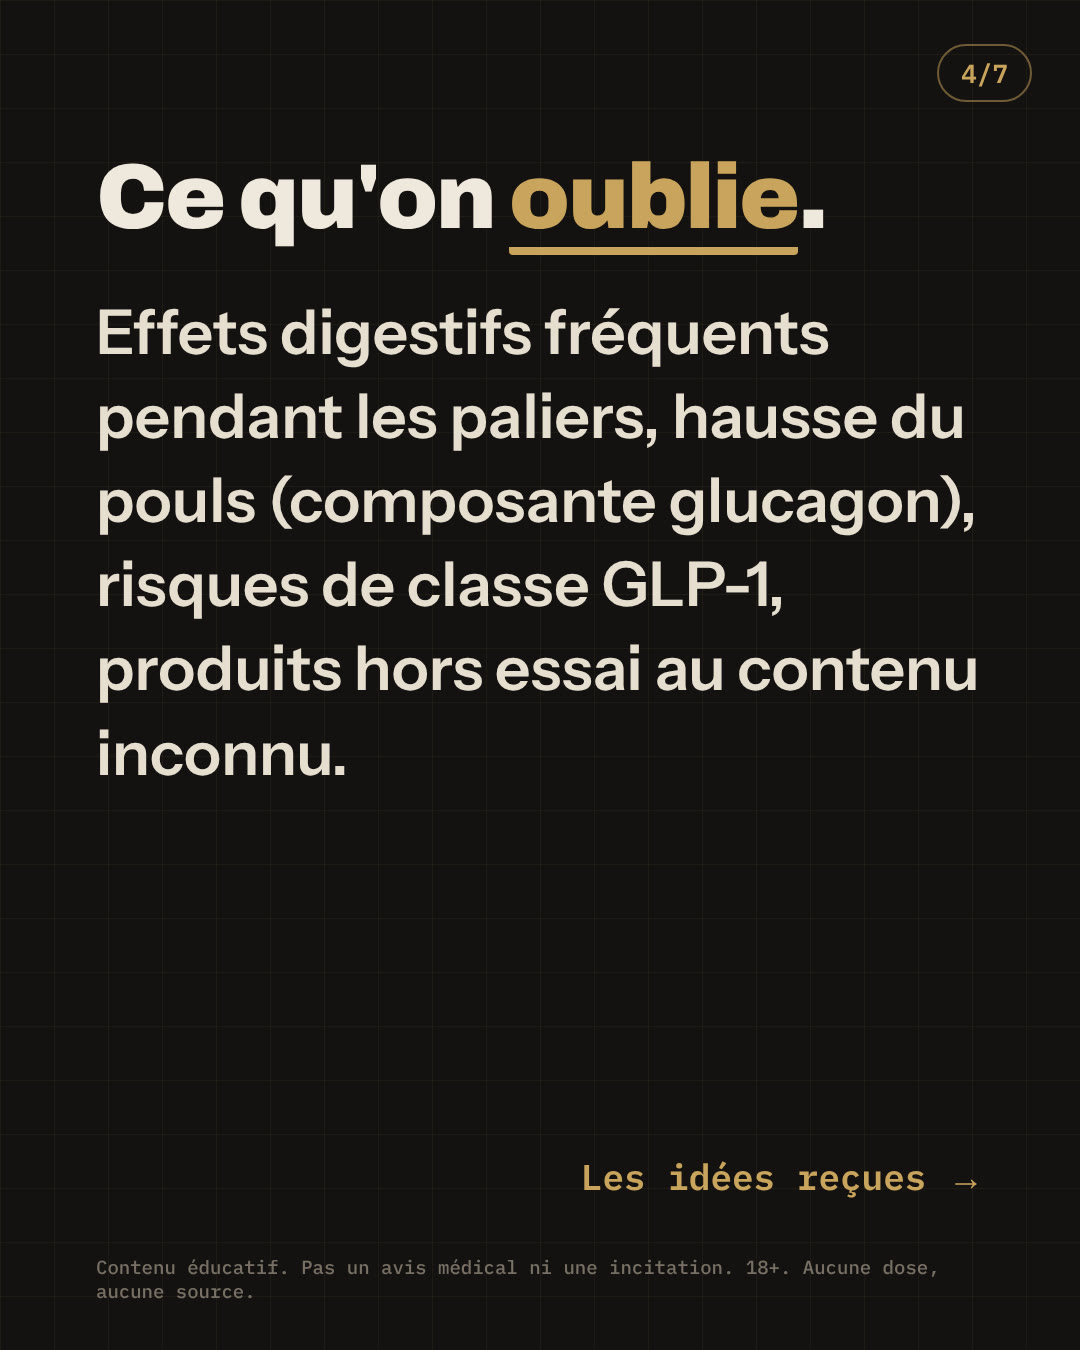 4/7
Ce qu'on oublie.
Effets digestifs fréquents
pendant les paliers, hausse du
pouls (composante glucagon),
risques de classe GLP-1,
produits hors essai au contenu
inconnu.
Les idées reçues →
Contenu éducatif. Pas un avis médical ni une incitation. 18+. Aucune dose,
aucune source.